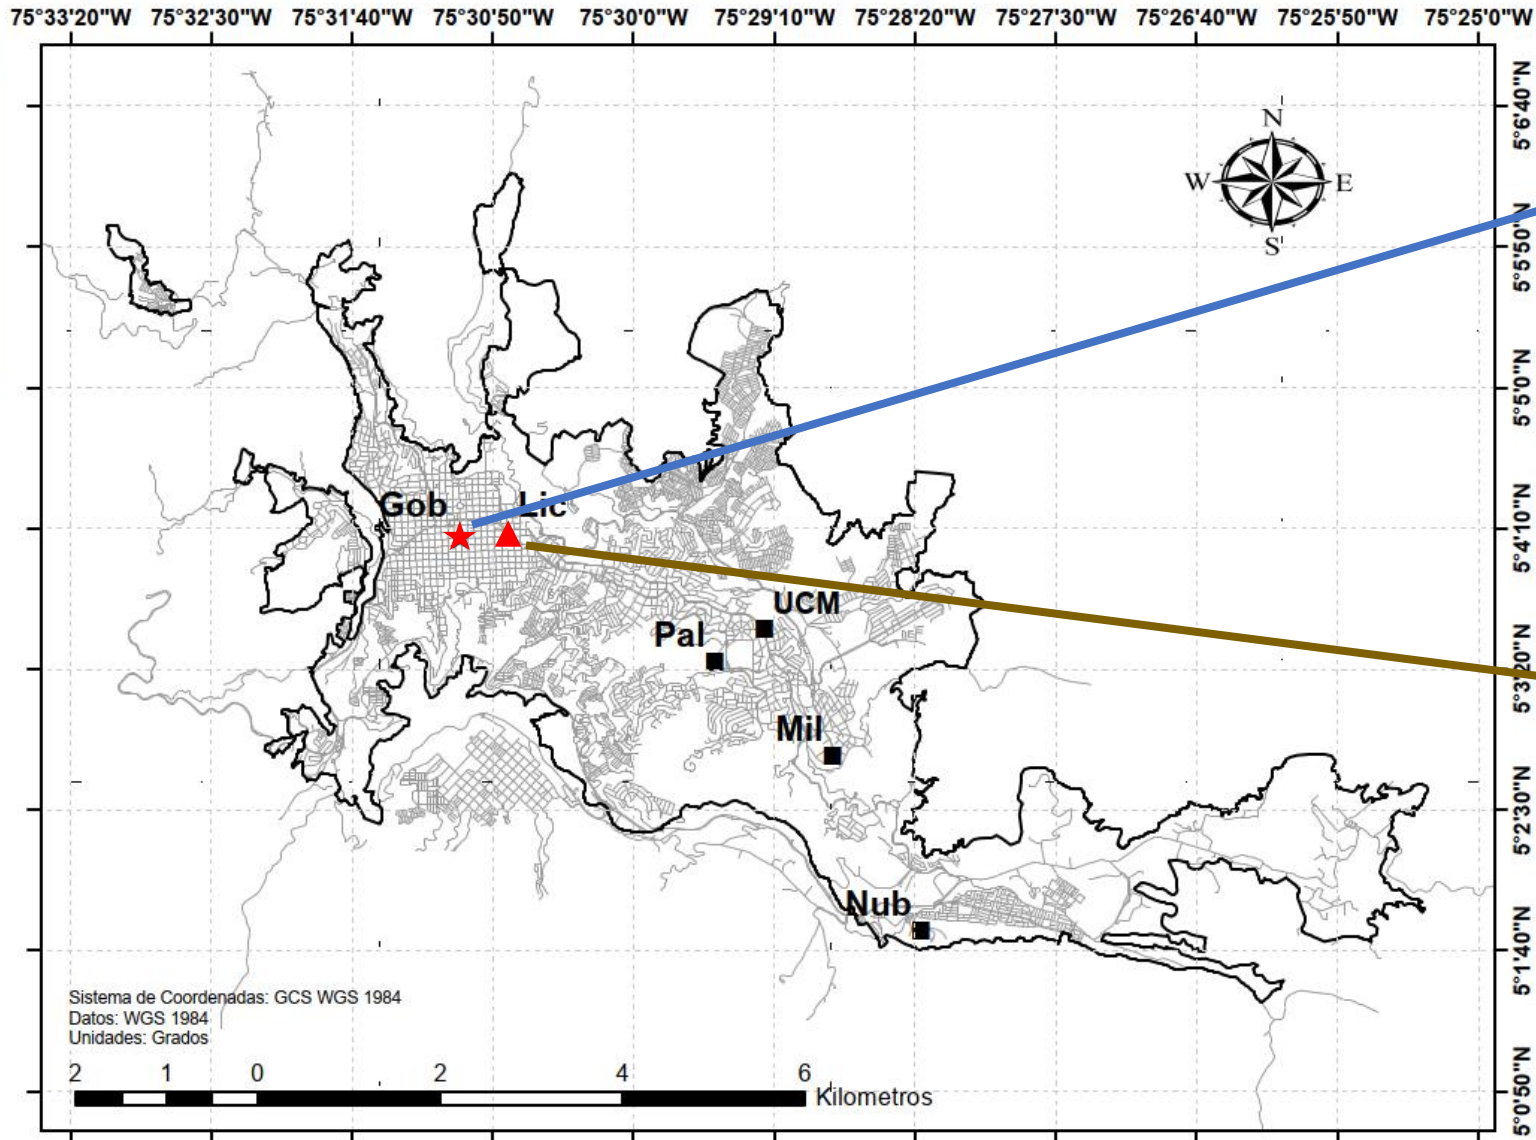 75°33'20"W 75°32'30"W 75°31'40"W 75°30'50"W 75°30'0"W 75°29'10"W 75°28'20"W 75°27'30"W 75°26'40"W 75°25'50"W 75°25'0"W
5°6'40"N
N
W E
S
5°5'50"N
5°5'0"N
Gob Lic
5°4'10"N
UCM
Pal
5°3'20"N
Mil
5°2'30"N
Nub
5°1'40"N
Sistema de Coordenadas: GCS WGS 1984
Datos: WGS 1984
Unidades: Grados
2 1 0 2 4 6
Kilometros
5°0'50"N